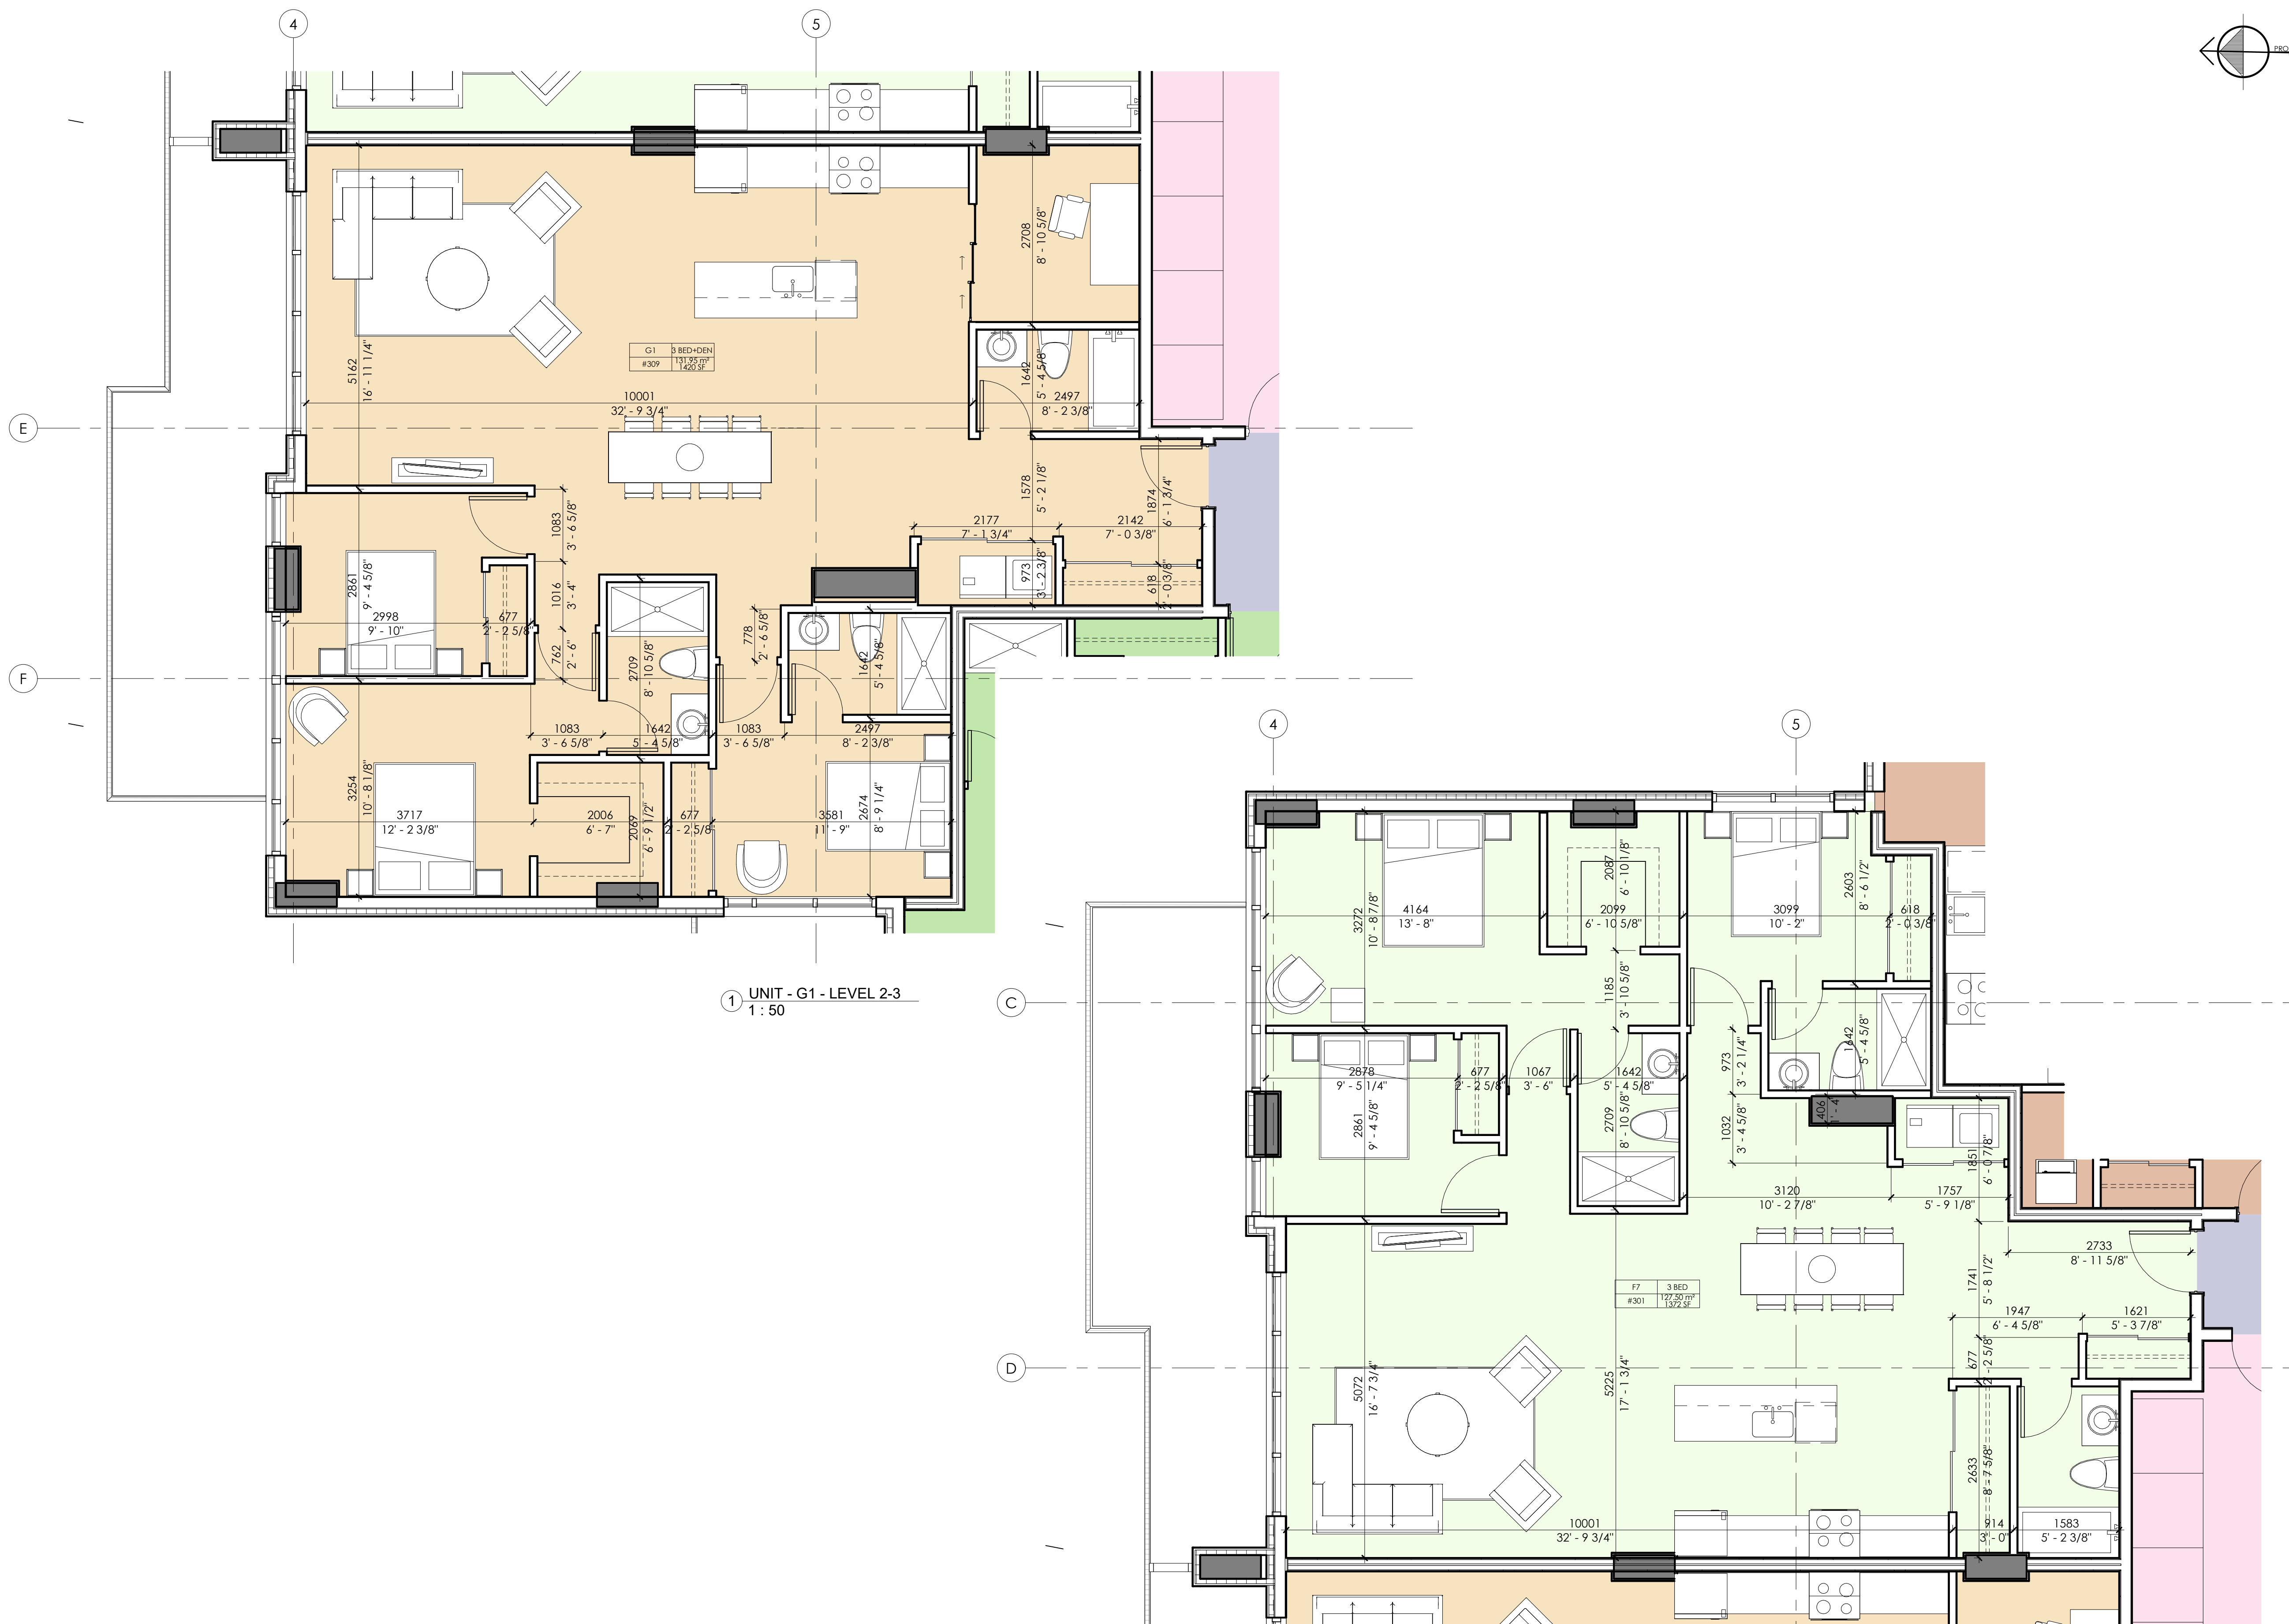 4
5
PRO
2708
8' - 10 5/8"
G1
3 BED+DEN
#309
131.95 m²
1420 SF
5162
16' - 11 1/4"
1642
5' - 4 5/8"
10001
32' - 9 3/4"
2497
8' - 2 3/8"
E
1578
5' - 2 1/8"
1874
6' - 1 3/4"
1083
3' - 6 5/8"
2177
7' - 1 3/4"
2142
7' - 0 3/8"
2861
9' - 4 5/8"
1016
3' - 4"
973
3' - 2 3/8"
618
2' - 0 3/8"
2998
9' - 10"
677
2' - 2 5/8"
762
2' - 6"
2709
8' - 10 5/8"
778
2' - 6 5/8"
1642
5' - 4 5/8"
F
1083
3' - 6 5/8"
1642
5' - 4 5/8"
1083
3' - 6 5/8"
2497
8' - 2 3/8"
3254
10' - 8 1/8"
3717
12' - 2 3/8"
2006
6' - 7"
2069
6' - 9 1/2"
677
2' - 2 5/8"
3581
11' - 9"
2674
8' - 9 1/4"
1
UNIT - G1 - LEVEL 2-3
1 : 50
4
5
2087
6' - 10 1/8"
2603
8' - 6 1/2"
3272
10' - 8 7/8"
4164
13' - 8"
2099
6' - 10 5/8"
3099
10' - 2"
618
2' - 0 3/8"
C
1185
3' - 10 5/8"
1642
5' - 4 5/8"
973
3' - 2 1/4"
2878
9' - 5 1/4"
677
2' - 2 5/8"
1067
3' - 6"
1642
5' - 4 5/8"
2861
9' - 4 5/8"
2709
8' - 10 5/8"
1032
3' - 4 5/8"
406
1' - 4"
1851
6' - 0 7/8"
3120
10' - 2 7/8"
1757
5' - 9 1/8"
2733
8' - 11 5/8"
1741
5' - 8 1/2"
F7
3 BED
#301
127.50 m²
1372 SF
1947
6' - 4 5/8"
1621
5' - 3 7/8"
677
2' - 2 5/8"
D
5072
16' - 7 3/4"
5225
17' - 1 3/4"
2633
8' - 7 5/8"
10001
32' - 9 3/4"
914
3' - 0"
1583
5' - 2 3/8"